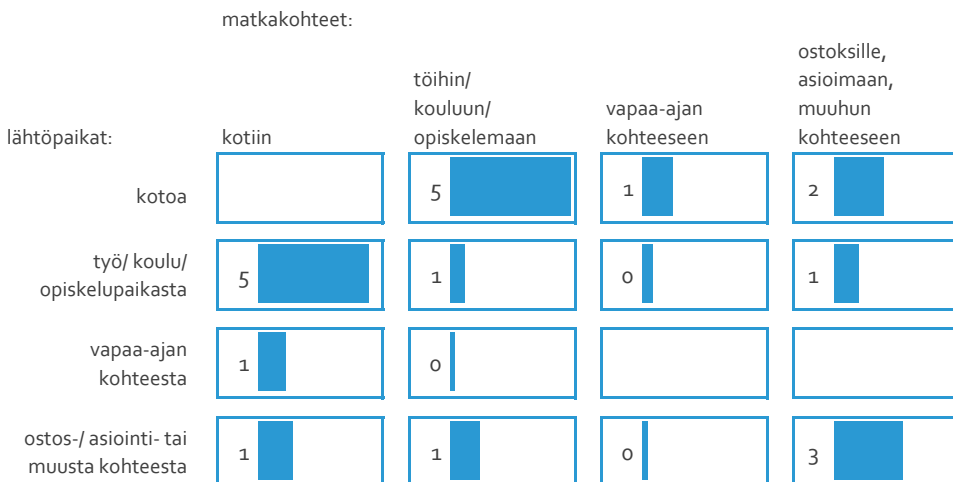 matkakohteet:
ostoksille,
töihin/ asioimaan,
kouluun/ vapaa-ajan muuhun
lähtöpaikat: kotiin opiskelemaan kohteeseen kohteeseen
kotoa 5 1 2
työ/ koulu/
opiskelupaikasta 5 1 0 1
vapaa-ajan
kohteesta 1 0
ostos-/ asiointi- tai
muusta kohteesta 1 1 0 3